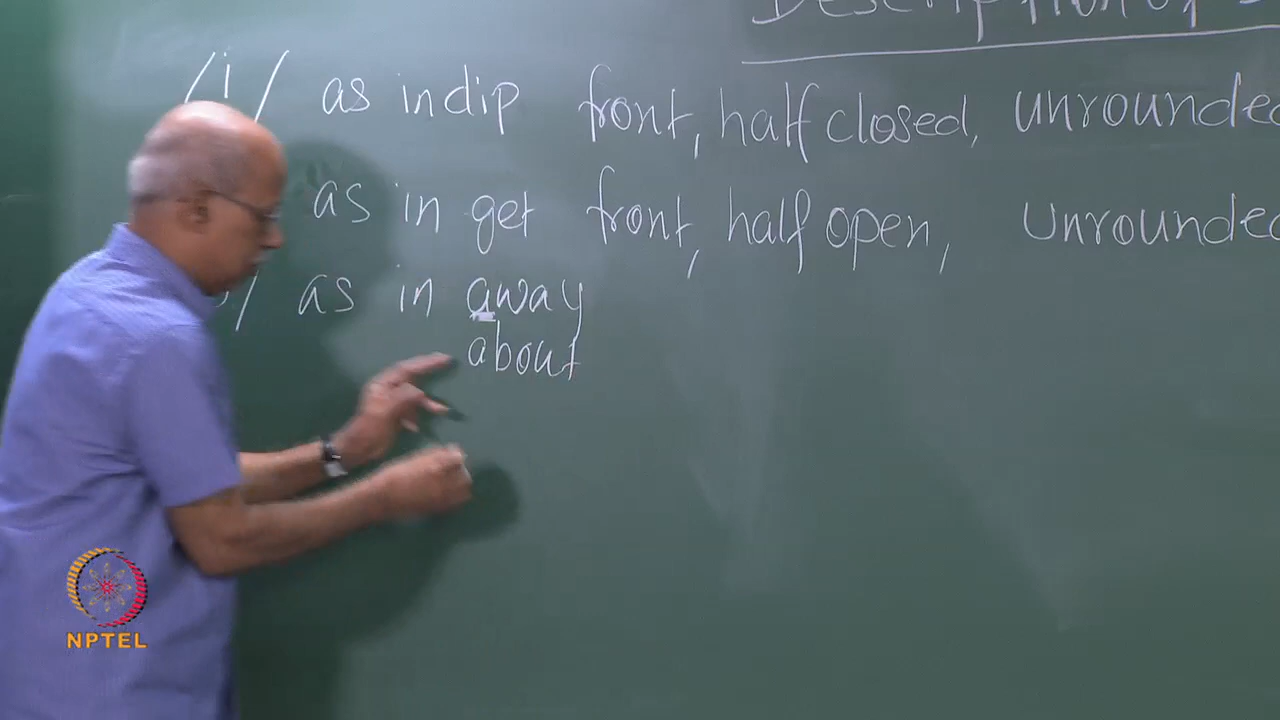 Description of
/i/ as in dip front, half closed, unrounded
as in get front, half open, unrounded
/ as in away
about
NPTEL